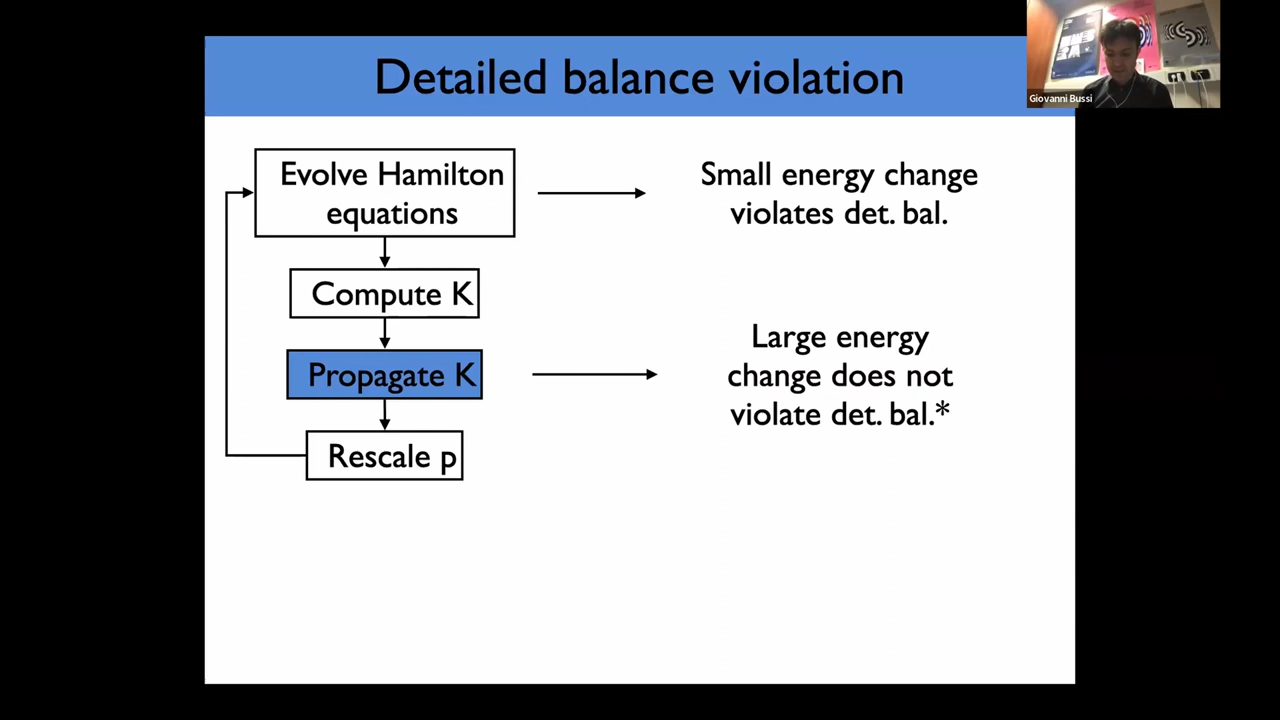 Detailed balance violation
Giovanni Bussi
Evolve Hamilton
equations
Small energy change
violates det. bal.
Compute K
Propagate K
Large energy
change does not
violate det. bal.*
Rescale p